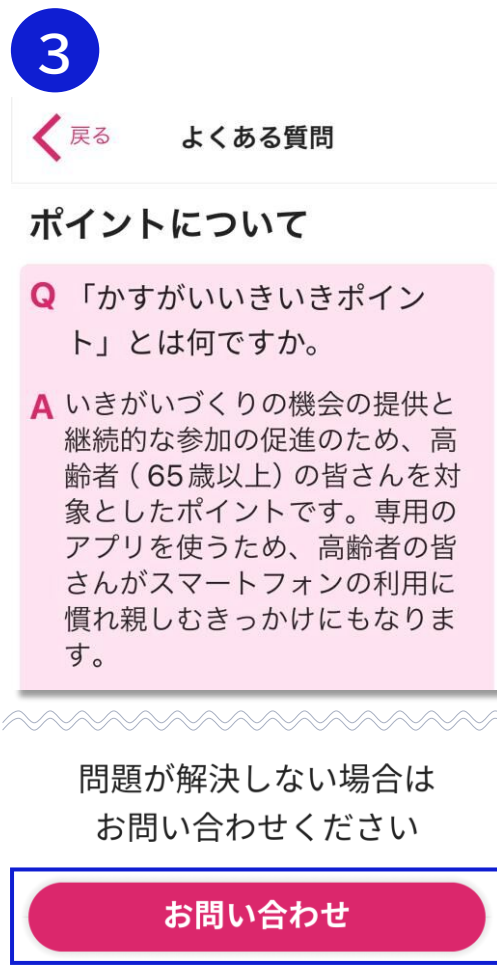 3
戻る
よくある質問
ポイントについて
Q 「かすがいいきいきポイン
ト」とは何ですか。
A いきがいづくりの機会の提供と
継続的な参加の促進のため、高
齢者（65歳以上）の皆さんを対
象としたポイントです。専用の
アプリを使うため、高齢者の皆
さんがスマートフォンの利用に
慣れ親しむきっかけにもなりま
す。
問題が解決しない場合は
お問い合わせください
お問い合わせ